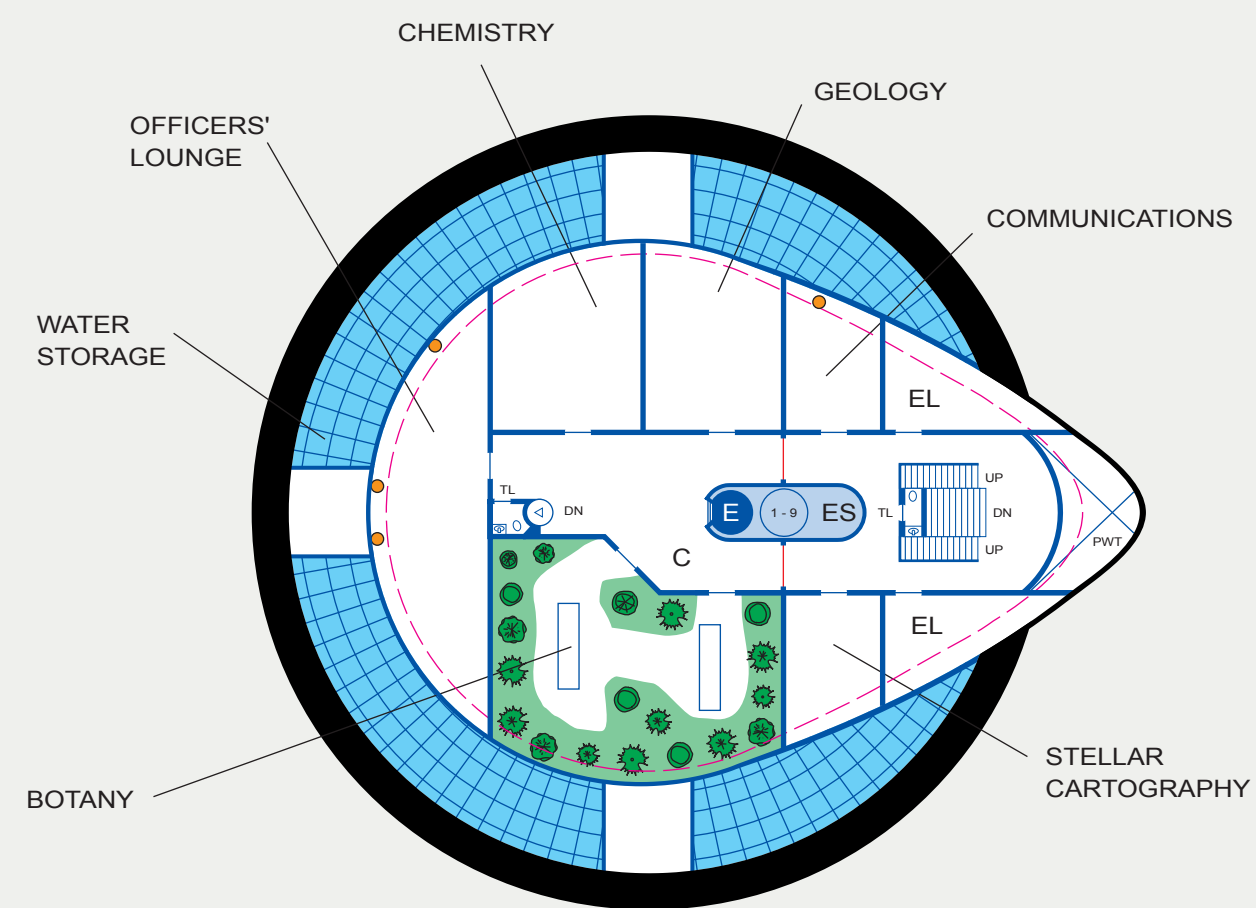 CHEMISTRY
GEOLOGY
OFFICERS'
LOUNGE
COMMUNICATIONS
WATER
STORAGE
EL
UP
TL
DN
E
1 - 9
ES
TL
DN
UP
PWT
C
EL
STELLAR
CARTOGRAPHY
BOTANY